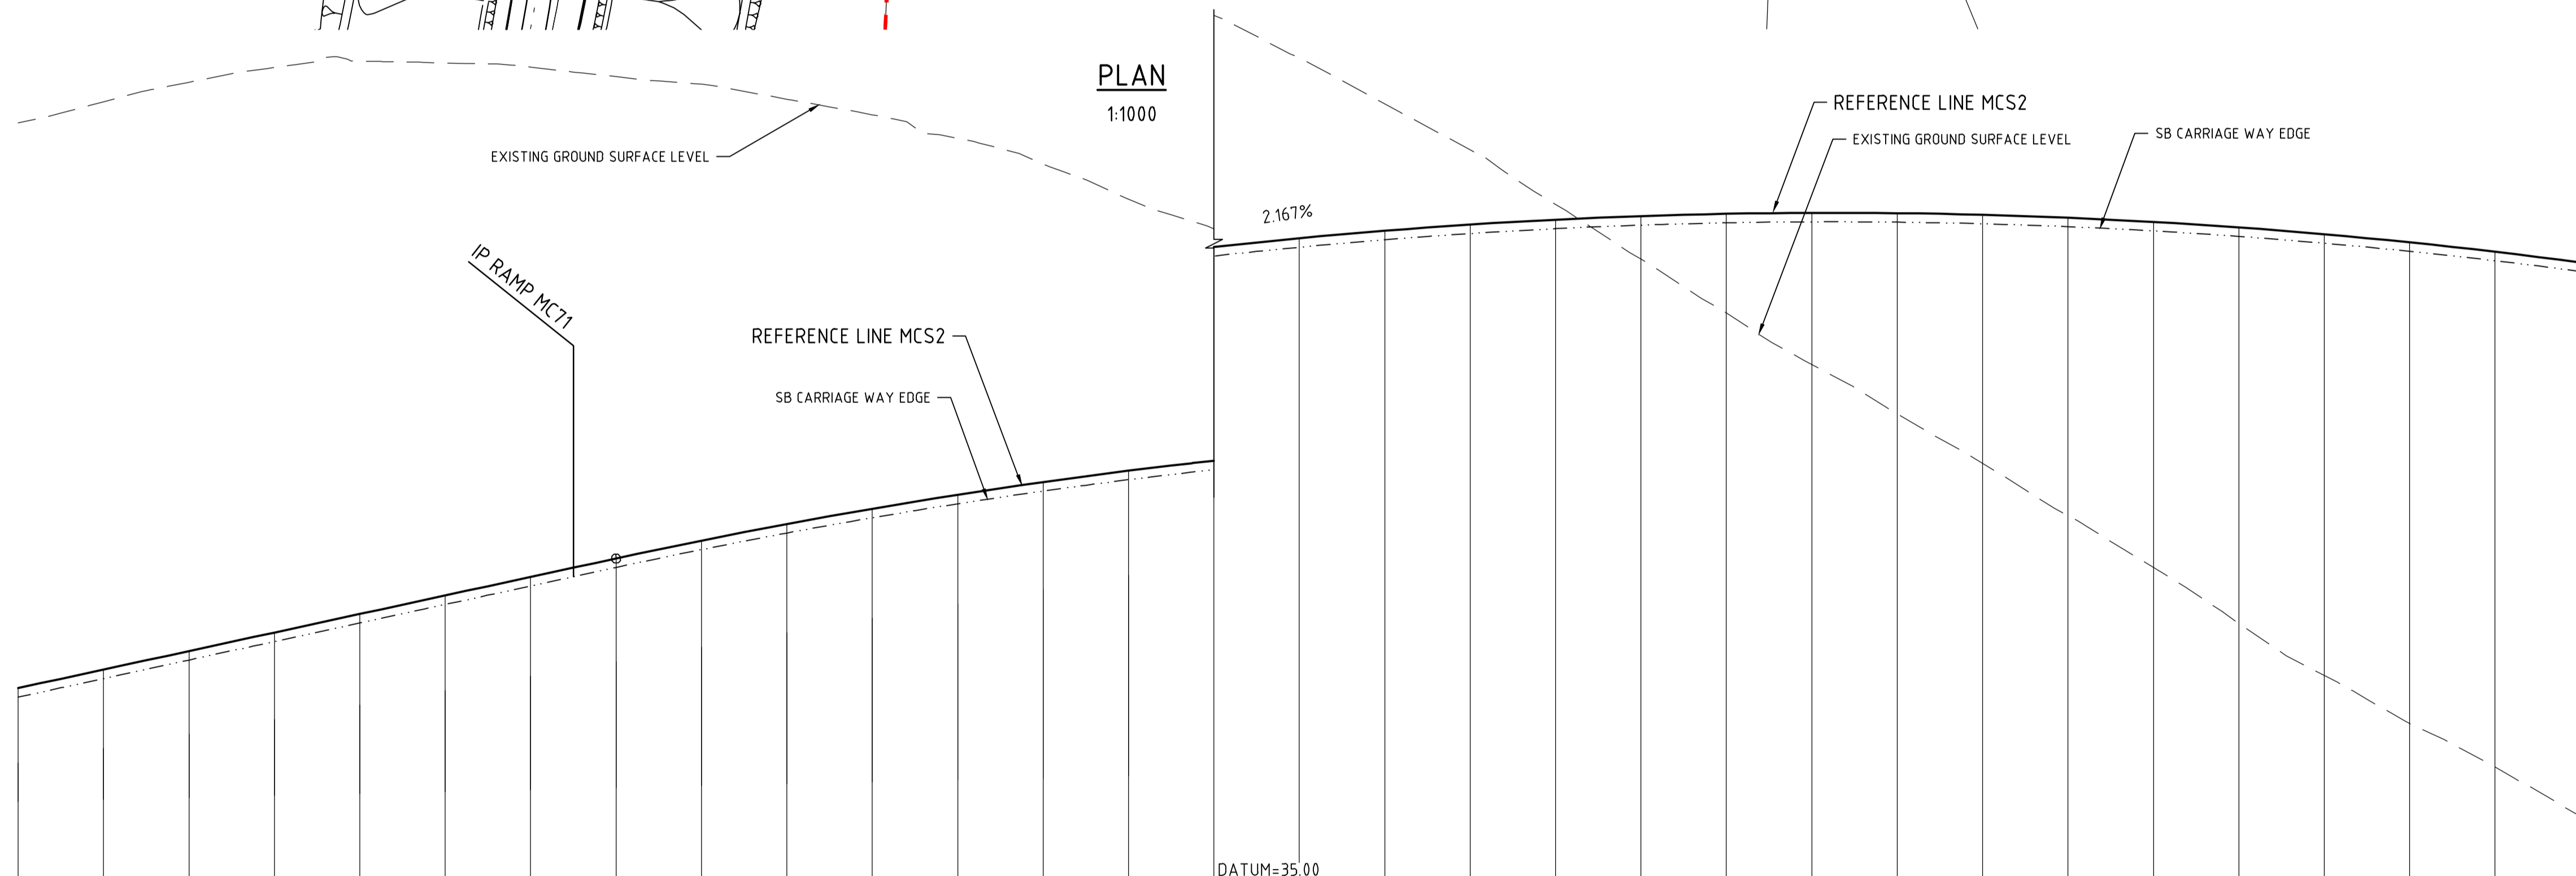 PLAN
1:1000
EXISTING GROUND SURFACE LEVEL
IP RAMP MC71
REFERENCE LINE MCS2
SB CARRIAGE WAY EDGE
2.167%
REFERENCE LINE MCS2
EXISTING GROUND SURFACE LEVEL
SB CARRIAGE WAY EDGE
DATUM=35.00